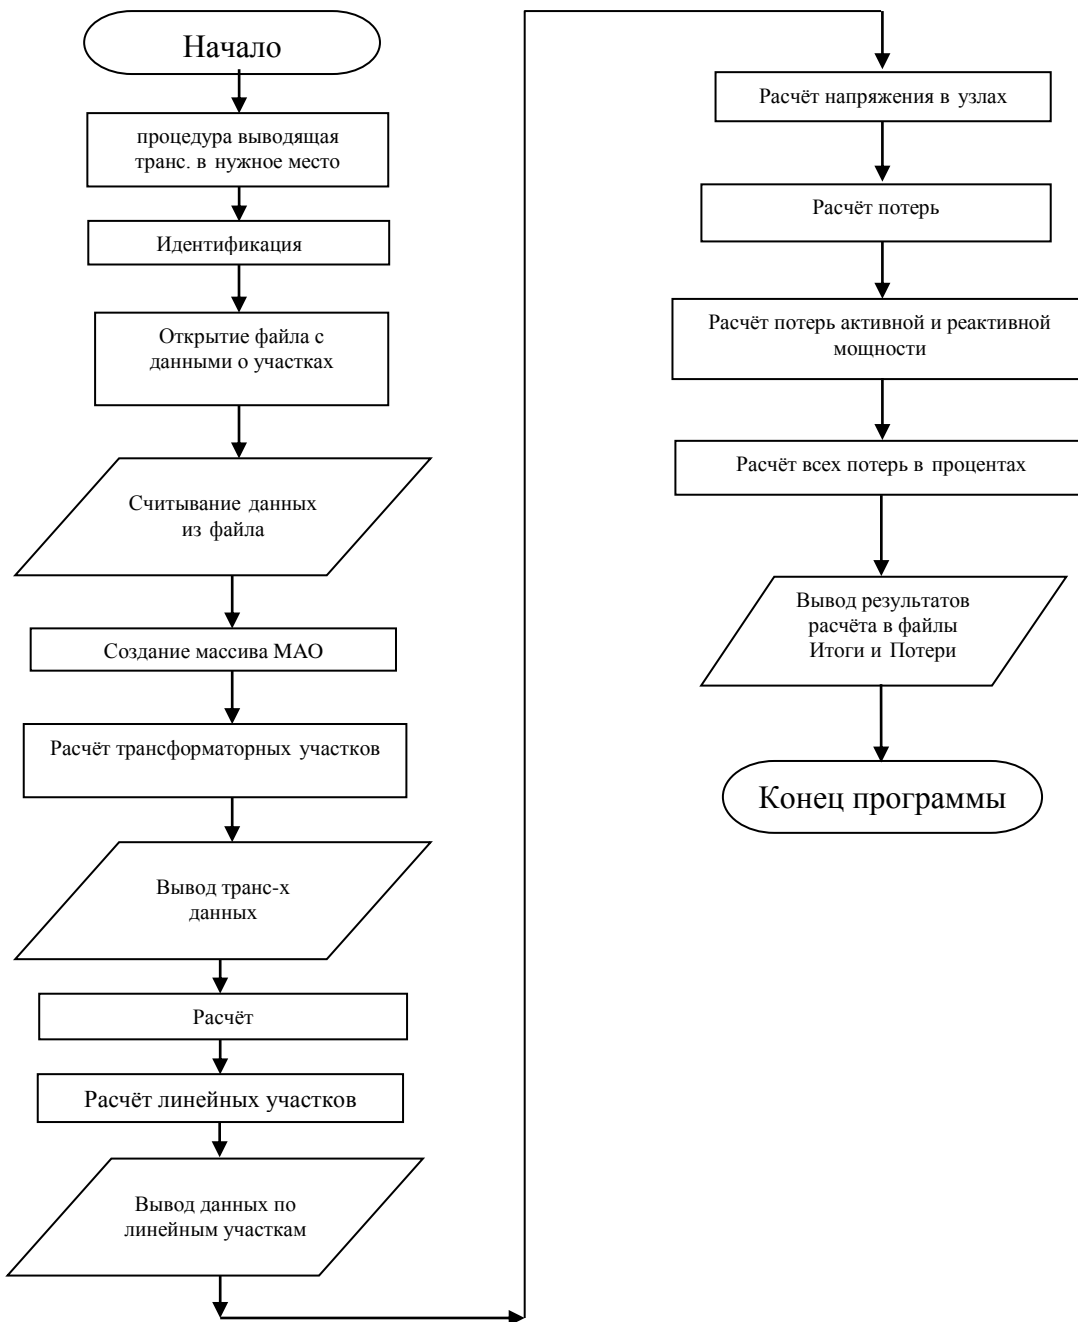 Начало
процедура выводящая
транс. в нужное место
Идентификация
Открытие файла с
данными о участках
Считывание данных
из файла
Создание массива МАО
Расчёт трансформаторных участков
Вывод транс-х
данных
Расчёт
Расчёт линейных участков
Вывод данных по
линейным участкам
Расчёт напряжения в узлах
Расчёт потерь
Расчёт потерь активной и реактивной
мощности
Расчёт всех потерь в процентах
Вывод результатов
расчёта в файлы
Итоги и Потери
Конец программы